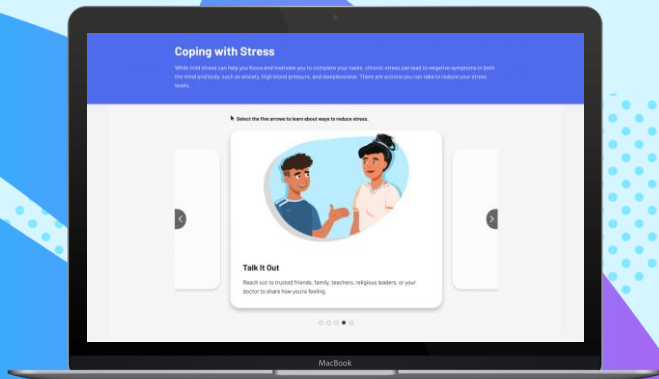 Coping with Stress
While mild stress can help you focus and motivate you to complete your tasks, chronic stress can lead to negative symptoms in both
the mind and body, such as anxiety, high blood pressure, and sleeplessness. There are actions you can take to reduce your stress
levels.
Select the five arrows to learn about ways to reduce stress.
Talk It Out
Reach out to trusted friends, family, teachers, religious leaders, or your
doctor to share how you're feeling.
MacBook